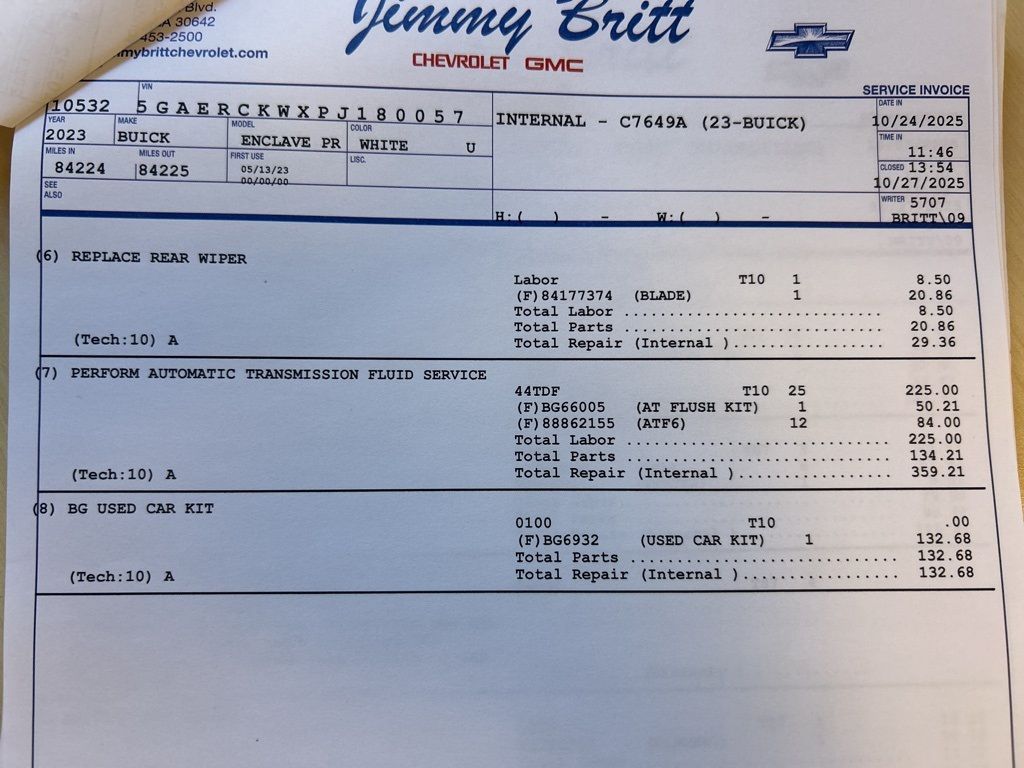 Blvd.
A 30642
453-2500
mybrittchevrolet.com
Jimmy Britt
CHEVROLET GMC
SERVICE INVOICE
10532
VIN
5GAERCKWXPJ180057
INTERNAL - C7649A (23-BUICK)
DATE IN
10/24/2025
YEAR
2023
MAKE
BUICK
MODEL
ENCLAVE PR
COLOR
WHITE U
TIME IN
11:46
MILES IN
84224
MILES OUT
84225
FIRST USE
05/13/23
00/00/00
LISC.
CLOSED 13:54
10/27/2025
SEE
ALSO
WRITER 5707
BRITT\09
H:( ) - W:( ) -
(6) REPLACE REAR WIPER
Labor T10 1 8.50
(F)84177374 (BLADE) 1 20.86
Total Labor ............................ 8.50
Total Parts ............................ 20.86
(Tech:10) A
Total Repair (Internal )................ 29.36
(7) PERFORM AUTOMATIC TRANSMISSION FLUID SERVICE
44TDF T10 25 225.00
(F)BG66005 (AT FLUSH KIT) 1 50.21
(F)88862155 (ATF6) 12 84.00
Total Labor ............................ 225.00
Total Parts ............................ 134.21
(Tech:10) A
Total Repair (Internal )................ 359.21
(8) BG USED CAR KIT
0100 T10 .00
(F)BG6932 (USED CAR KIT) 1 132.68
Total Parts ............................ 132.68
(Tech:10) A
Total Repair (Internal )................ 132.68